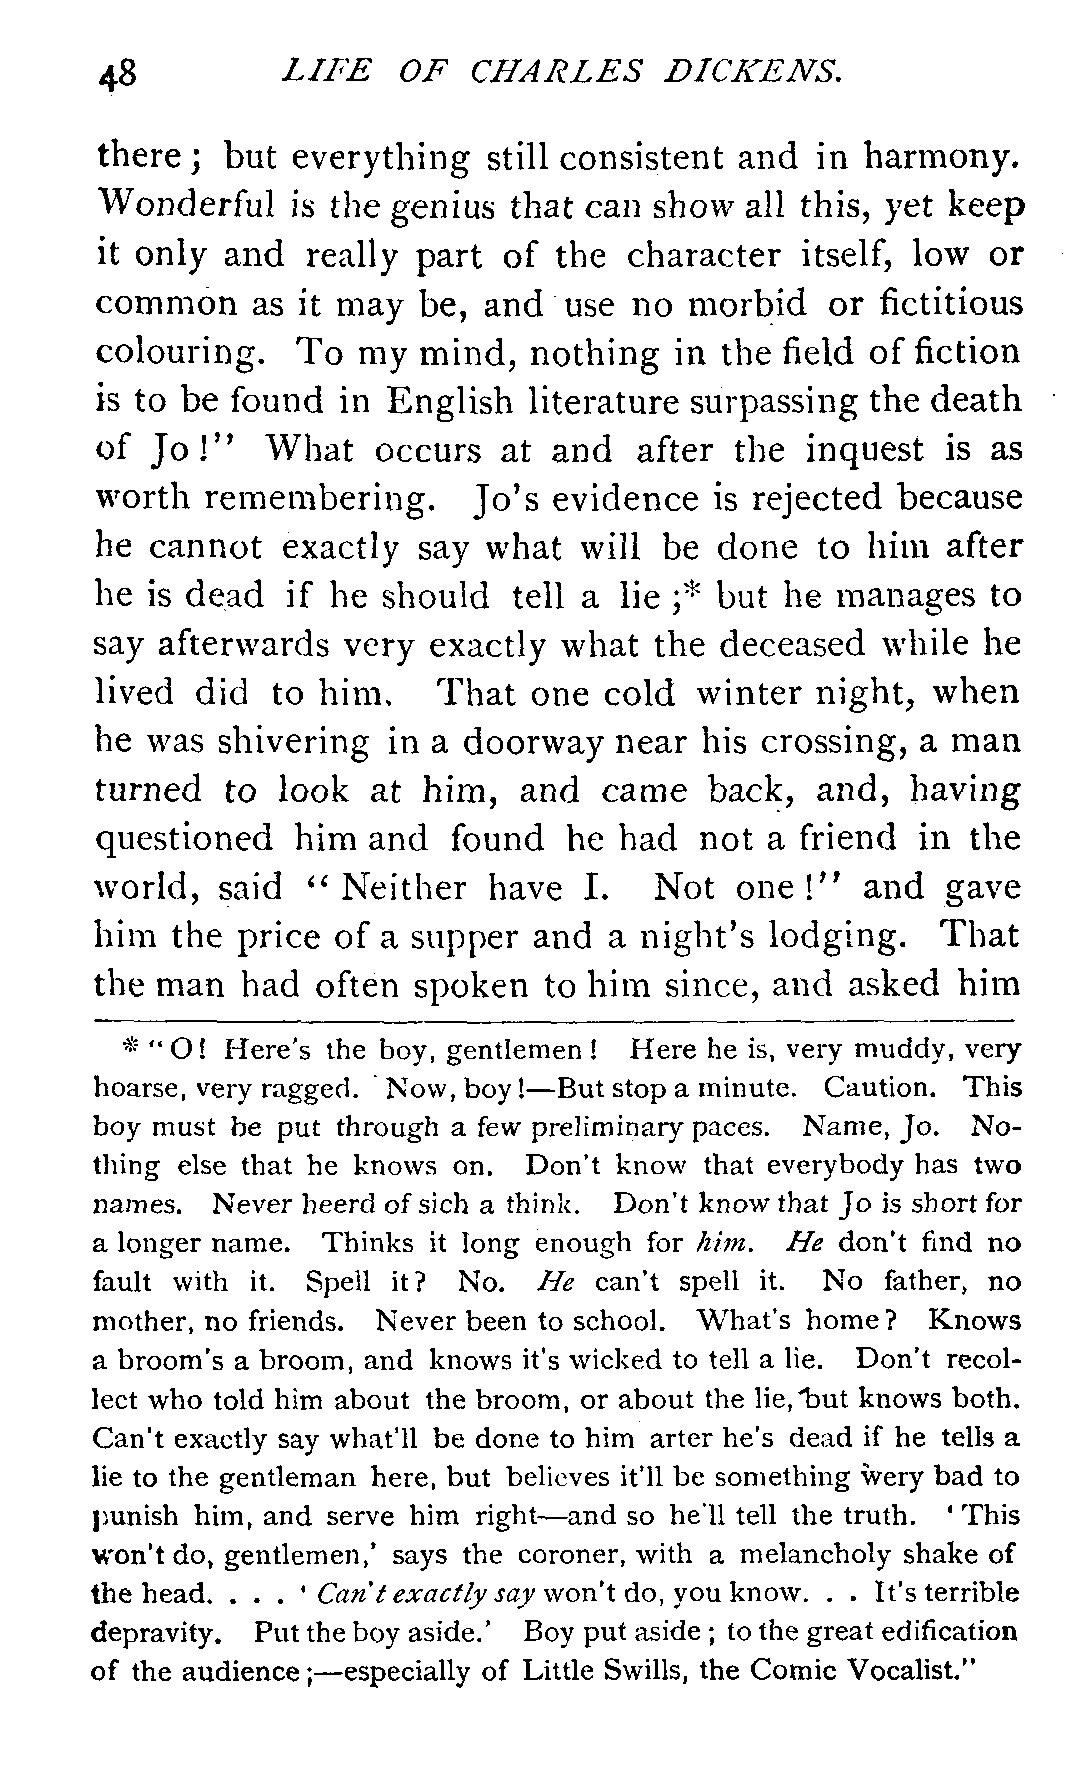 48 LIFE OF CHARLES DICKENS.
there ; but everything still consistent and in harmony.
Wonderful is the genius that can show all this, yet keep
it only and really part of the character itself, low or
common as it may be, and use no morbid or fictitious
colouring. To my mind, nothing in the field of fiction
is to be found in English literature surpassing the death
of Jo !" What occurs at and after the inquest is as
worth remembering. Jo's evidence is rejected because
he cannot exactly say what will be done to him after
he is dead if he should tell a lie ;* but he manages to
say afterwards very exactly what the deceased while he
lived did to him. That one cold winter night, when
he was shivering in a doorway near his crossing, a man
turned to look at him, and came back, and, having
questioned him and found he had not a friend in the
world, said " Neither have I. Not one !" and gave
him the price of a supper and a night's lodging. That
the man had often spoken to him since, and asked him
* " O! Here's the boy, gentlemen ! Here he is, very muddy, very
hoarse, very ragged. Now, boy !—But stop a minute. Caution. This
boy must be put through a few preliminary paces. Name, Jo. No-
thing else that he knows on. Don't know that everybody has two
names. Never heerd of sich a think. Don't know that Jo is short for
a longer name. Thinks it long enough for him. He don't find no
fault with it. Spell it? No. He can't spell it. No father, no
mother, no friends. Never been to school. What's home ? Knows
a broom's a broom, and knows it's wicked to tell a lie. Don't recol-
lect who told him about the broom, or about the lie, but knows both.
Can't exactly say what'll be done to him arter he's dead if he tells a
lie to the gentleman here, but believes it'll be something wery bad to
punish him, and serve him right—and so he'll tell the truth. ' This
won't do, gentlemen,' says the coroner, with a melancholy shake of
the head. . . . ' Can't exactly say won't do, you know. . . It's terrible
depravity. Put the boy aside.' Boy put aside ; to the great edification
of the audience ;—especially of Little Swills, the Comic Vocalist."